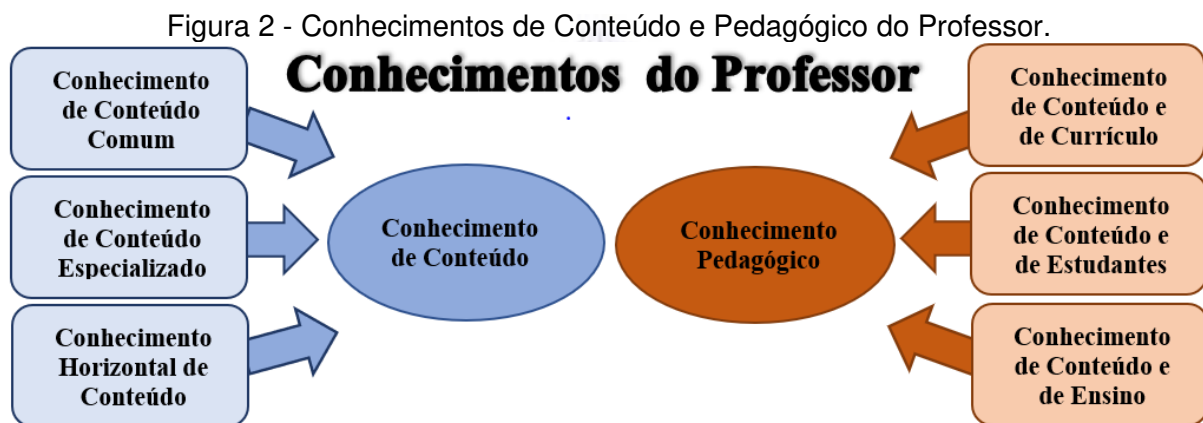 Figura 2 - Conhecimentos de Conteúdo e Pedagógico do Professor.
Conhecimentos do Professor
Conhecimento
de Conteúdo
Comum
Conhecimento
de Conteúdo
Especializado
Conhecimento
Horizontal de
Conteúdo
Conhecimento
de Conteúdo
Conhecimento
Pedagógico
Conhecimento
de Conteúdo e
de Currículo
Conhecimento
de Conteúdo e
de Estudantes
Conhecimento
de Conteúdo e
de Ensino